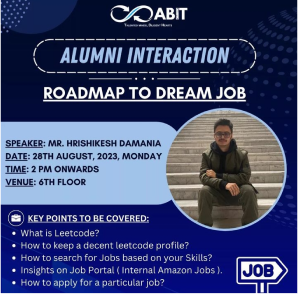 ABIT
ALUMNI INTERACTION
ROADMAP TO DREAM JOB
SPEAKER: MR. HRISHIKESH DAMANIA
DATE: 28TH AUGUST, 2023, MONDAY
TIME: 2 PM ONWARDS
VENUE: 6TH FLOOR
KEY POINTS TO BE COVERED:
• What is Leetcode?
• How to keep a decent leetcode profile?
• How to search for Jobs based on your Skills?
• Insights on Job Portal ( Internal Amazon Jobs ).
• How to apply for a particular job?
JOB